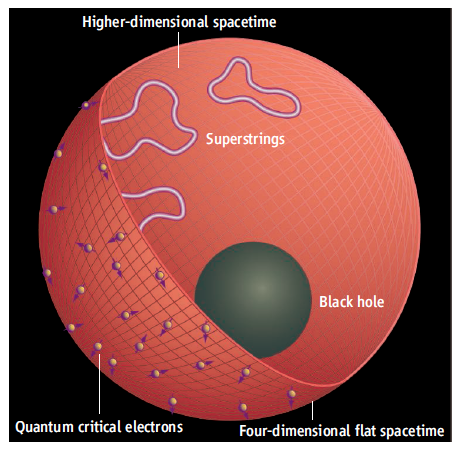 Higher-dimensional spacetime
Superstrings
Black hole
Quantum critical electrons
Four-dimensional flat spacetime